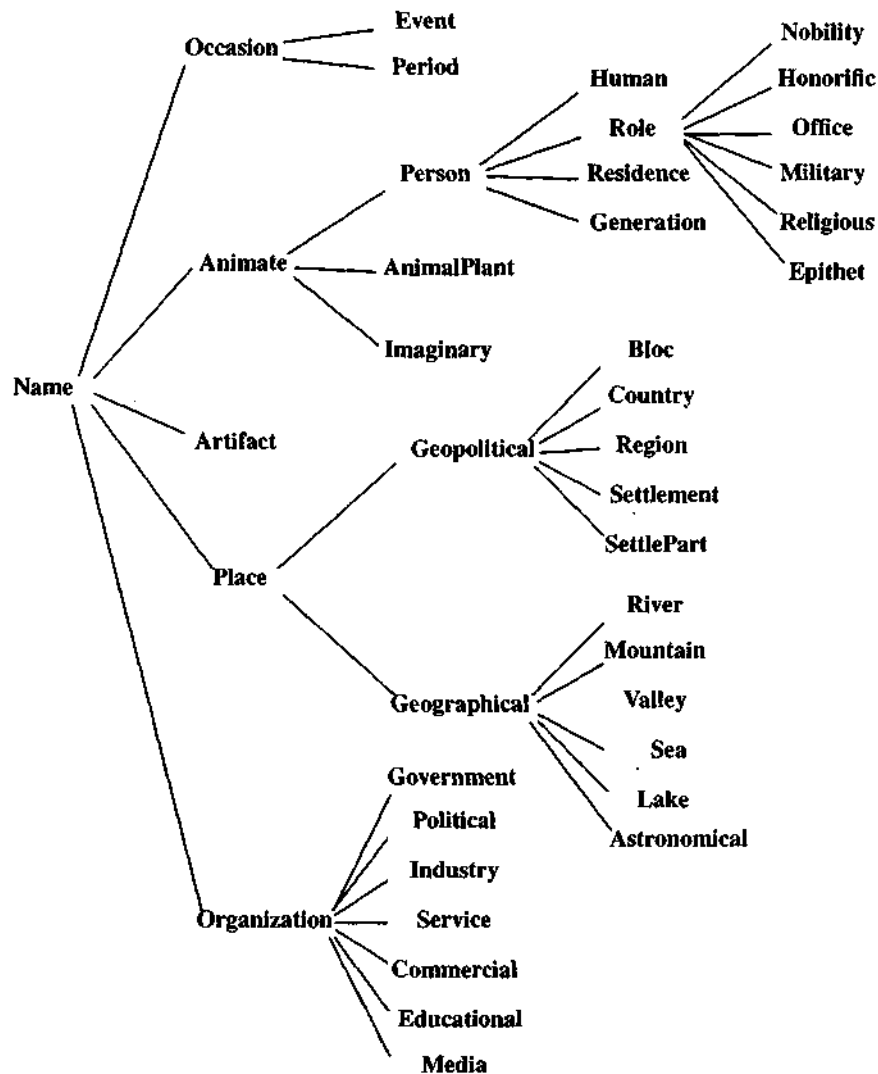 Name
Occasion
Event
Period
Animate
Person
Human
Role
Nobility
Honorific
Office
Military
Religious
Epithet
Residence
Generation
AnimalPlant
Imaginary
Artifact
Place
Geopolitical
Bloc
Country
Region
Settlement
SettlePart
Geographical
River
Mountain
Valley
Sea
Lake
Astronomical
Organization
Government
Political
Industry
Service
Commercial
Educational
Media